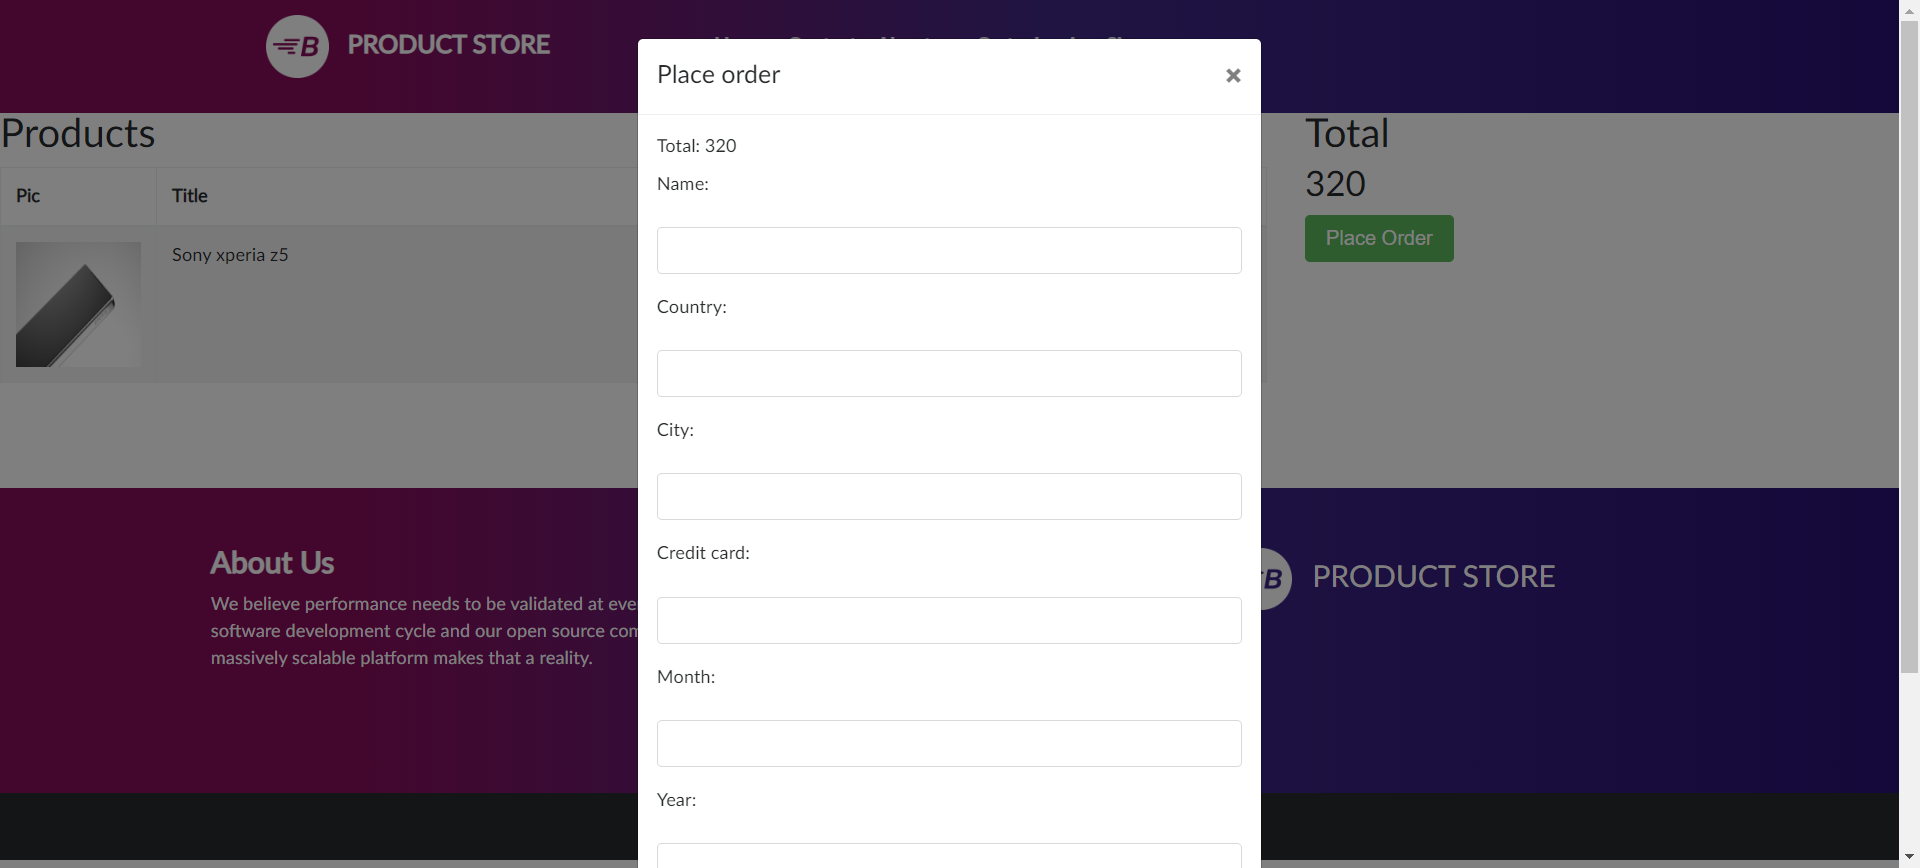 B PRODUCT STORE
Place order
×
Total: 320
Name:
Country:
City:
Credit card:
Month:
Year:
Products
Pic Title
Sony xperia z5
Total
320
Place Order
About Us
We believe performance needs to be validated at eve
software development cycle and our open source com
massively scalable platform makes that a reality.
B PRODUCT STORE